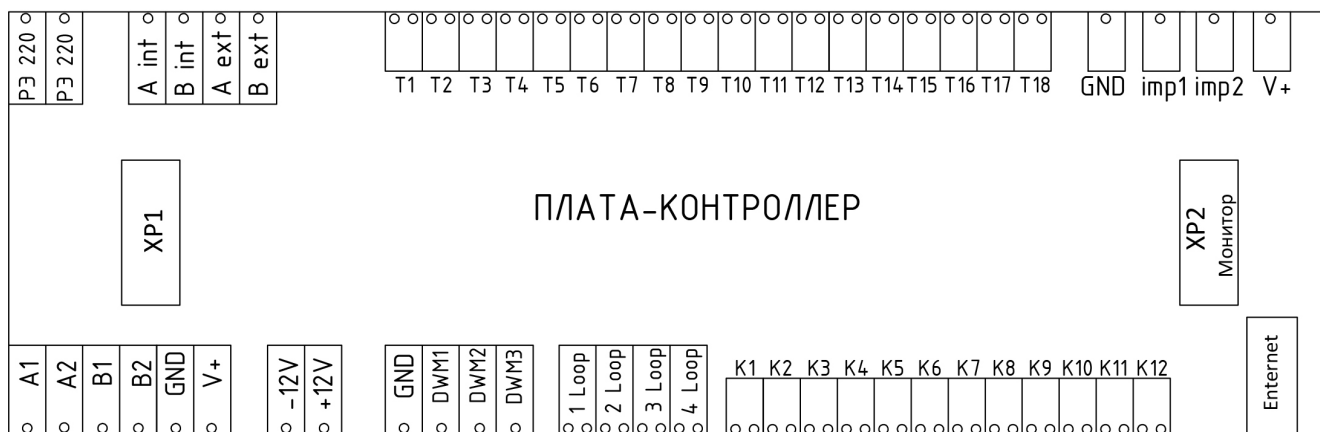 РЗ 220
РЗ 220
A int
B int
A ext
B ext
T1 T2 T3 T4 T5 T6 T7 T8 T9 T10 T11 T12 T13 T14 T15 T16 T17 T18
GND imp1 imp2 V+
XP1
ПЛАТА-КОНТРОЛЛЕР
XP2
Монитор
A1
A2
B1
B2
GND
V+
-12V
+12V
GND
DWM1
DWM2
DWM3
1 Loop
2 Loop
3 Loop
4 Loop
K1 K2 K3 K4 K5 K6 K7 K8 K9 K10 K11 K12
Enternet